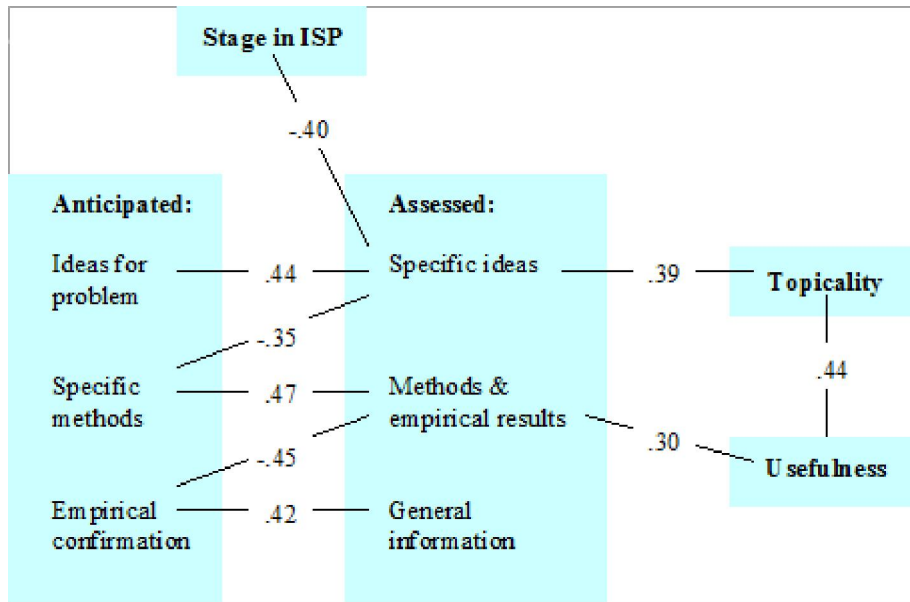 Stage in ISP
-.40
Anticipated:
Assessed:
Ideas for
problem
.44
Specific ideas
.39
Topicality
-.35
.44
Specific
methods
.47
Methods &
empirical results
.30
Usefulness
-.45
Empirical
confirmation
.42
General
information